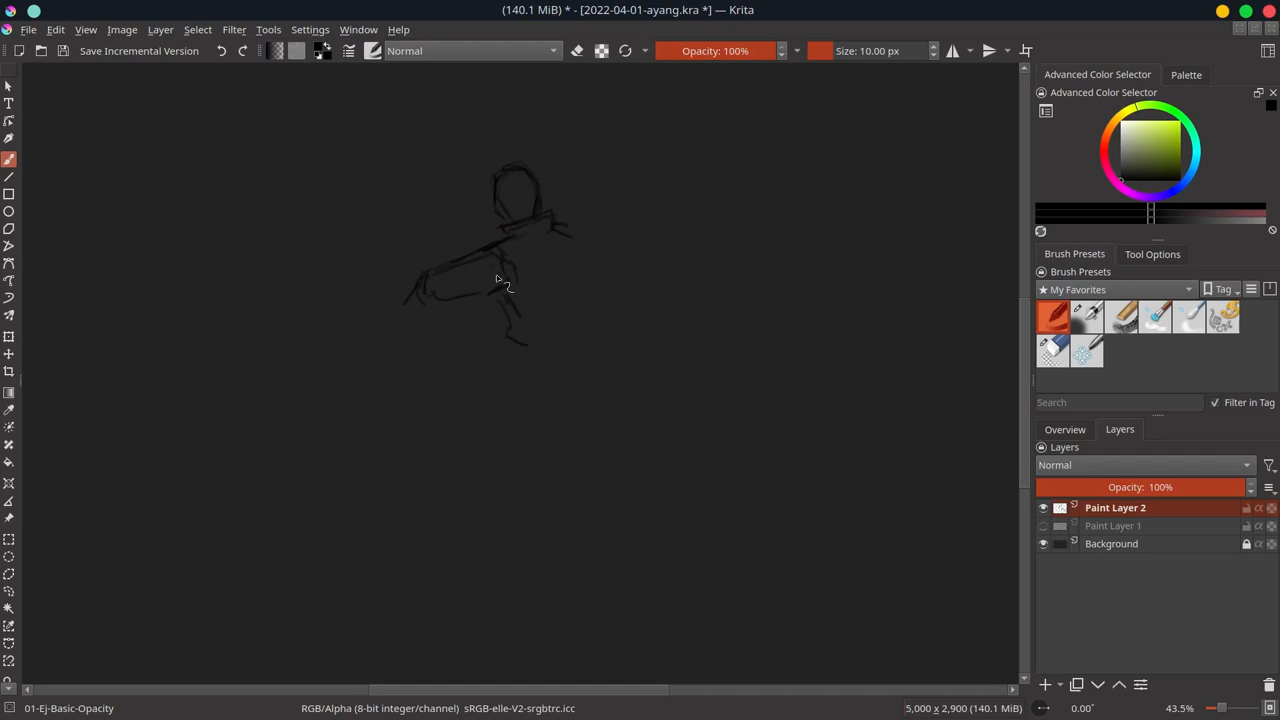 (140.1 MiB) * - [2022-04-01-ayang.kra *] — Krita
File Edit View Image Layer Select Filter Tools Settings Window Help
Save Incremental Version Normal Opacity: 100% Size: 10.00 px
Advanced Color Selector Palette
Advanced Color Selector
Brush Presets Tool Options
Brush Presets
★ My Favorites Tag
Search Filter in Tag
Overview Layers
Layers
Normal
Opacity: 100%
Paint Layer 2
Paint Layer 1
Background
01-Ej-Basic-Opacity RGB/Alpha (8-bit integer/channel) sRGB-elle-V2-srgbtrc.icc 5,000 x 2,900 (140.1 MiB) 0.00° 43.5%